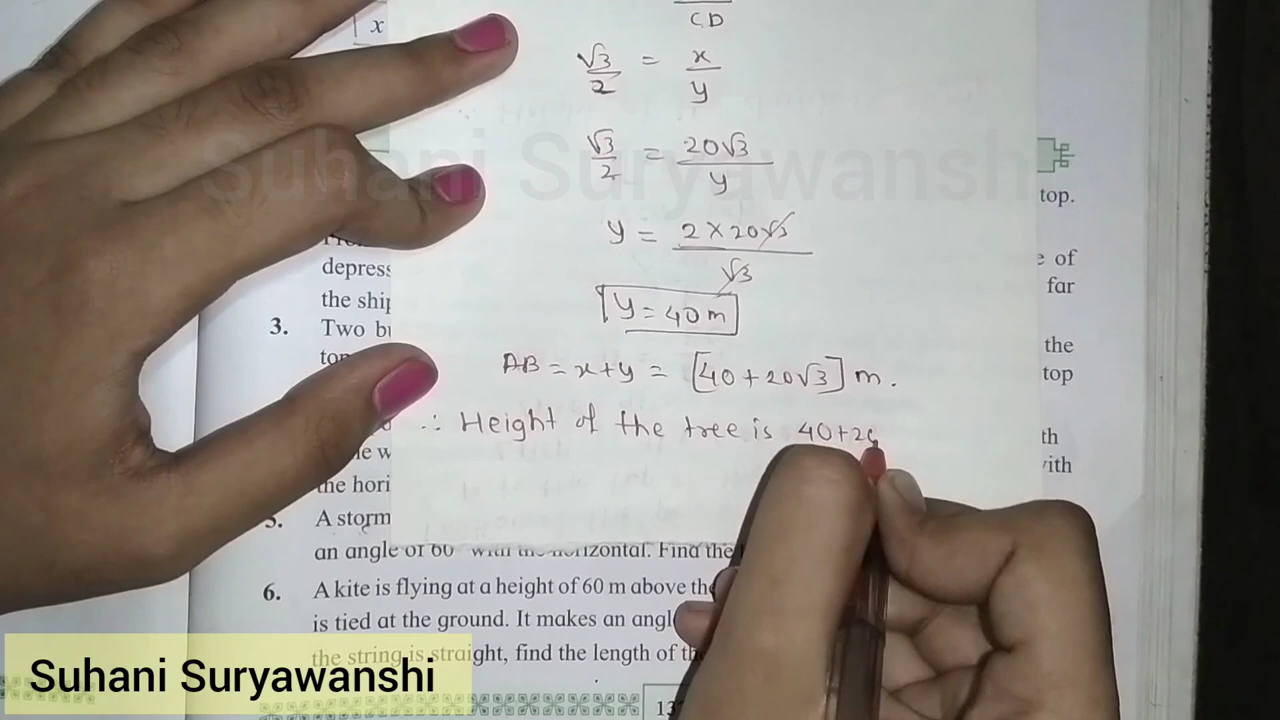 x
CD
√3/2 = x/y
Suhani Suryawanshi
√3/2 = 20√3/y
top.
y = 2×20√3/√3
depress
e of
the ship
far
y = 40 m
3. Two bu
the
top
top
AB = x+y = [40+20√3] m.
∴ Height of the tree is 40+20
th
le w
with
the hori
5. A storm
an angle of 60° with the horizontal. Find the
6. A kite is flying at a height of 60 m above the
is tied at the ground. It makes an angl
the string is straight, find the length of th
Suhani Suryawanshi
13